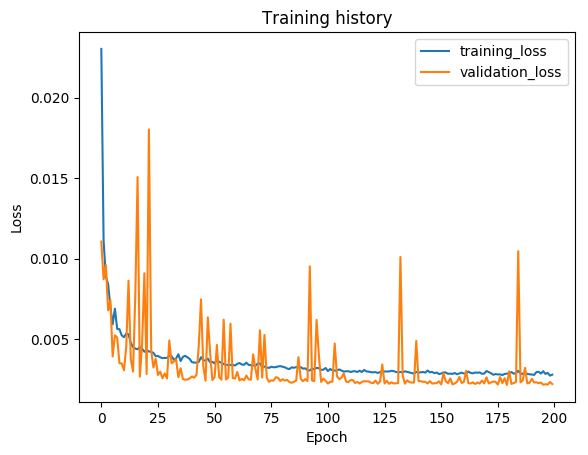 Training history
training_loss
validation_loss
0.020
0.015
0.010
0.005
Loss
0 25 50 75 100 125 150 175 200
Epoch